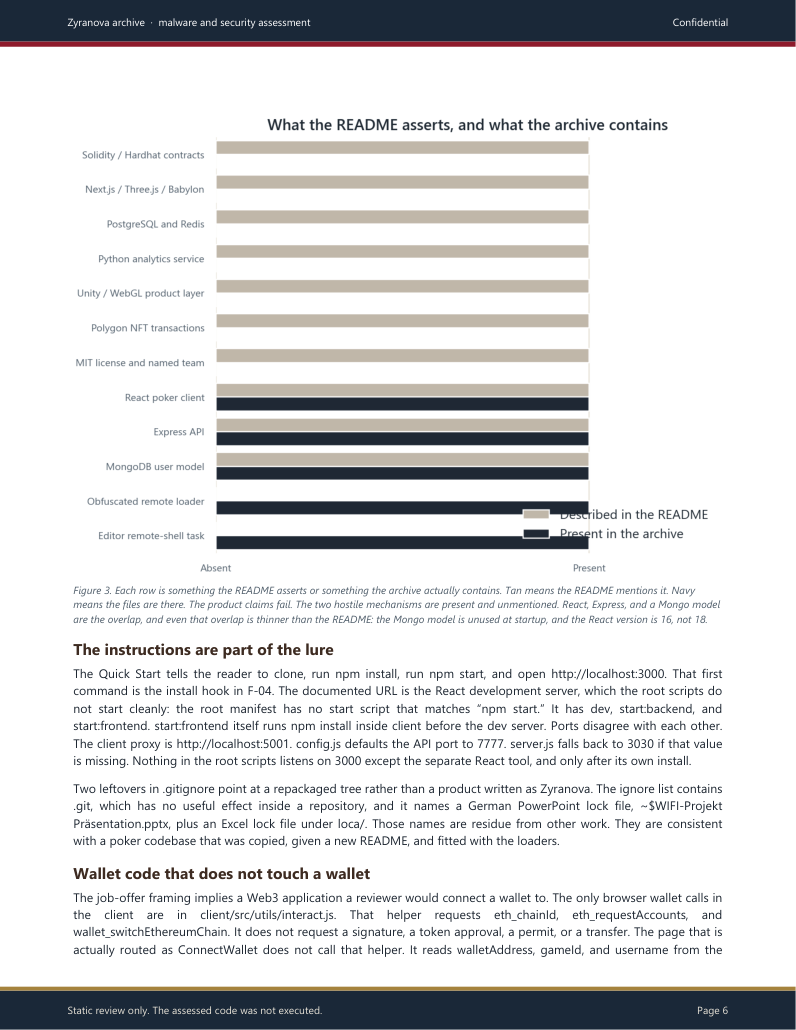 Zyranova archive · malware and security assessment
Confidential
What the README asserts, and what the archive contains
Solidity / Hardhat contracts
Next.js / Three.js / Babylon
PostgreSQL and Redis
Python analytics service
Unity / WebGL product layer
Polygon NFT transactions
MIT license and named team
React poker client
Express API
MongoDB user model
Obfuscated remote loader
Editor remote-shell task
Described in the README
Present in the archive
Absent
Present
Figure 3. Each row is something the README asserts or something the archive actually contains. Tan means the README mentions it. Navy
means the files are there. The product claims fail. The two hostile mechanisms are present and unmentioned. React, Express, and a Mongo model
are the overlap, and even that overlap is thinner than the README: the Mongo model is unused at startup, and the React version is 16, not 18.
The instructions are part of the lure
The Quick Start tells the reader to clone, run npm install, run npm start, and open http://localhost:3000. That first
command is the install hook in F-04. The documented URL is the React development server, which the root scripts do
not start cleanly: the root manifest has no start script that matches “npm start.” It has dev, start:backend, and
start:frontend. start:frontend itself runs npm install inside client before the dev server. Ports disagree with each other.
The client proxy is http://localhost:5001. config.js defaults the API port to 7777. server.js falls back to 3030 if that value
is missing. Nothing in the root scripts listens on 3000 except the separate React tool, and only after its own install.
Two leftovers in .gitignore point at a repackaged tree rather than a product written as Zyranova. The ignore list contains
.git, which has no useful effect inside a repository, and it names a German PowerPoint lock file, ~$WIFI-Projekt
Präsentation.pptx, plus an Excel lock file under loca/. Those names are residue from other work. They are consistent
with a poker codebase that was copied, given a new README, and fitted with the loaders.
Wallet code that does not touch a wallet
The job-offer framing implies a Web3 application a reviewer would connect a wallet to. The only browser wallet calls in
the client are in client/src/utils/interact.js. That helper requests eth_chainId, eth_requestAccounts, and
wallet_switchEthereumChain. It does not request a signature, a token approval, a permit, or a transfer. The page that is
actually routed as ConnectWallet does not call that helper. It reads walletAddress, gameId, and username from the
Static review only. The assessed code was not executed.
Page 6